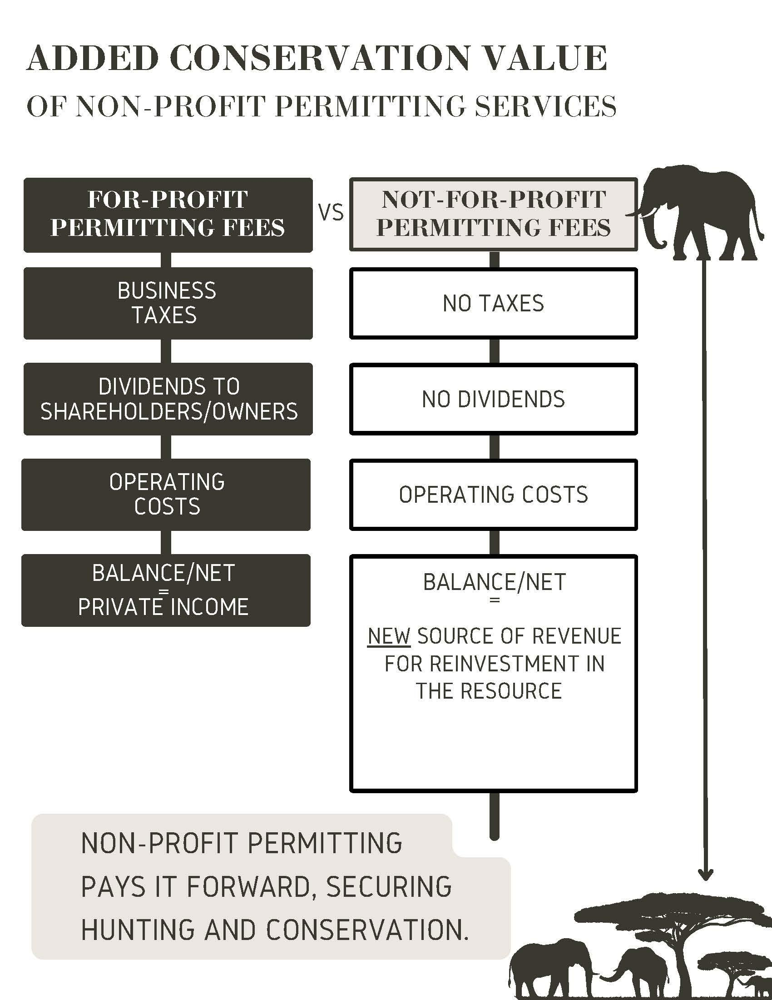 ADDED CONSERVATION VALUE
OF NON-PROFIT PERMITTING SERVICES
FOR-PROFIT
PERMITTING FEES
VS
NOT-FOR-PROFIT
PERMITTING FEES
BUSINESS
TAXES
NO TAXES
DIVIDENDS TO
SHAREHOLDERS/OWNERS
NO DIVIDENDS
OPERATING
COSTS
OPERATING COSTS
BALANCE/NET
=
PRIVATE INCOME
BALANCE/NET
=
NEW SOURCE OF REVENUE
FOR REINVESTMENT IN
THE RESOURCE
NON-PROFIT PERMITTING
PAYS IT FORWARD, SECURING
HUNTING AND CONSERVATION.